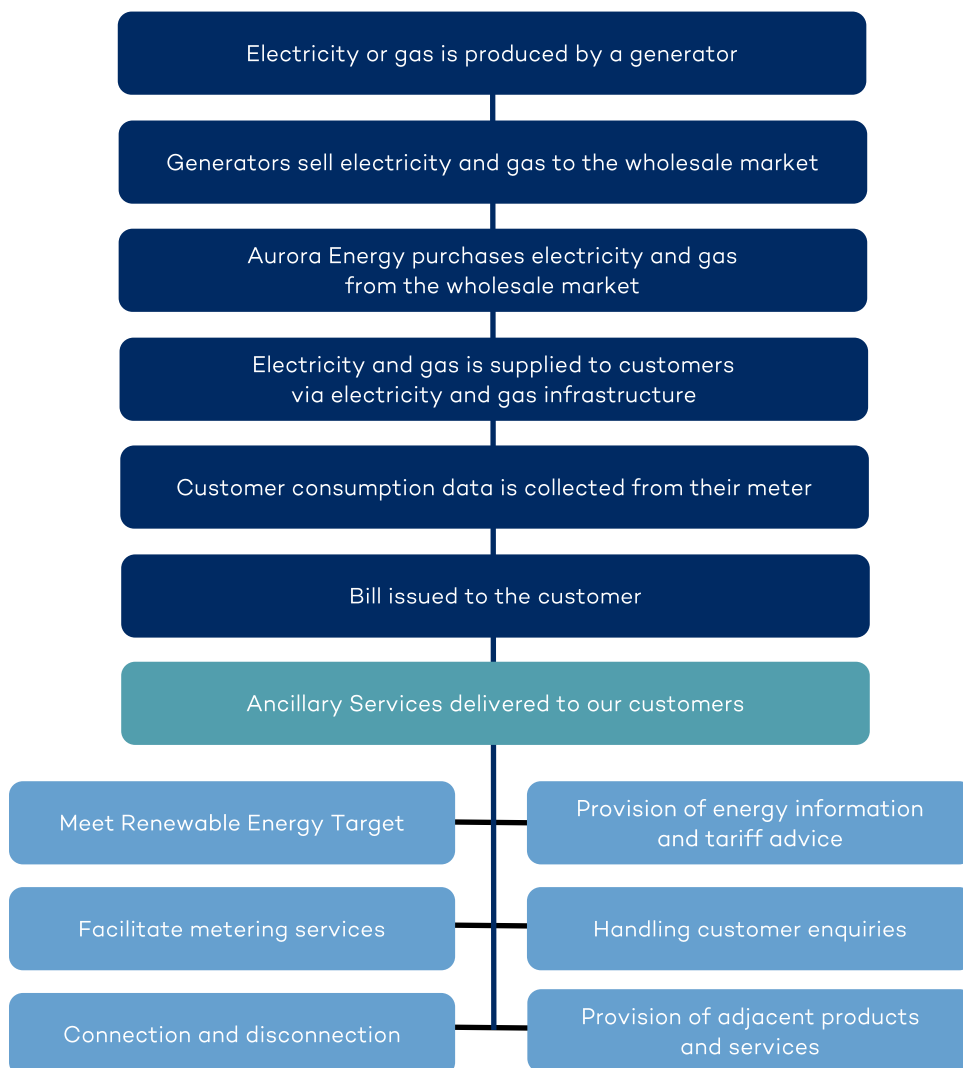 Electricity or gas is produced by a generator
Generators sell electricity and gas to the wholesale market
Aurora Energy purchases electricity and gas
from the wholesale market
Electricity and gas is supplied to customers
via electricity and gas infrastructure
Customer consumption data is collected from their meter
Bill issued to the customer
Ancillary Services delivered to our customers
Meet Renewable Energy Target
Provision of energy information
and tariff advice
Facilitate metering services
Handling customer enquiries
Connection and disconnection
Provision of adjacent products
and services